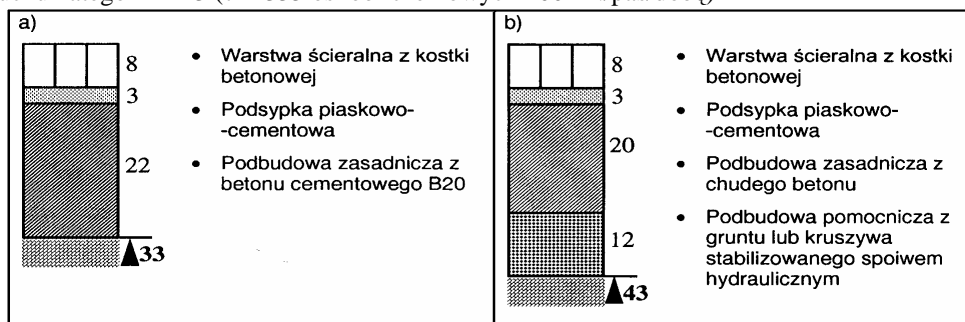 a)
8
3
22
33
• Warstwa ścieralna z kostki
betonowej
• Podsypka piaskowo-
-cementowa
• Podbudowa zasadnicza z
betonu cementowego B20
b)
8
3
20
12
43
• Warstwa ścieralna z kostki
betonowej
• Podsypka piaskowo-
-cementowa
• Podbudowa zasadnicza z
chudego betonu
• Podbudowa pomocnicza z
gruntu lub kruszywa
stabilizowanego spoiwem
hydraulicznym